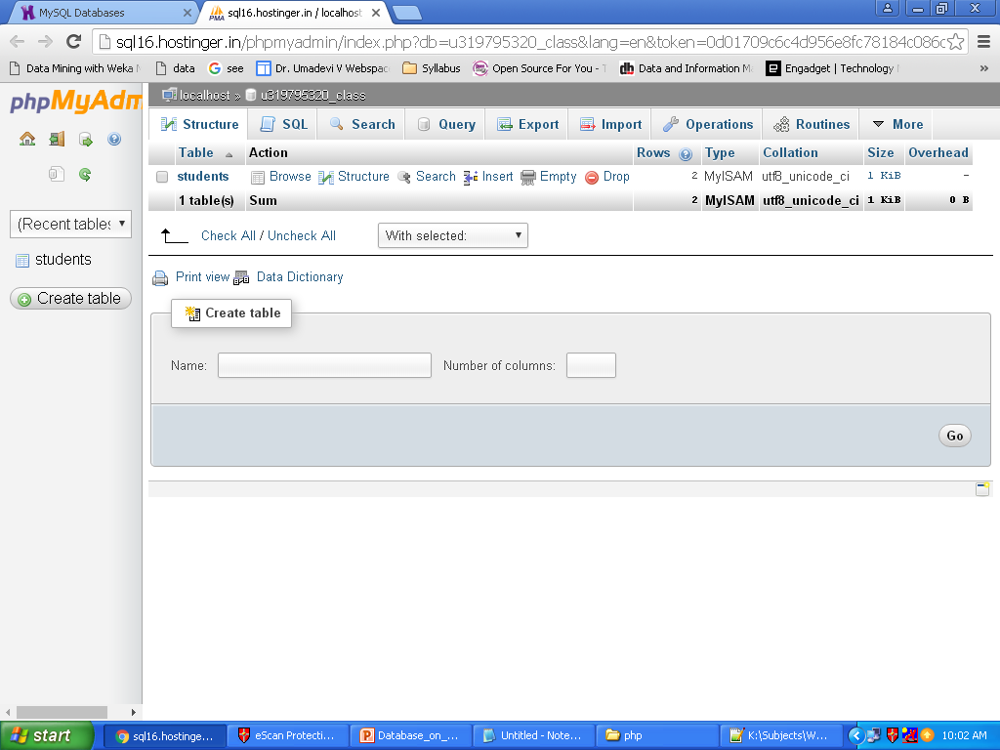 MySQL Databases
sql16.hostinger.in / localhost
sql16.hostinger.in/phpmyadmin/index.php?db=u319795320_class&lang=en&token=0d01709c6c4d956e8fc78184c086c
Data Mining with Weka
data
see
Dr. Umadevi V Webspac
Syllabus
Open Source For You -
Data and Information M
Engadget | Technology
»
phpMyAdm
localhost » u319795320_class
Structure
SQL
Search
Query
Export
Import
Operations
Routines
More
Table Action Rows Type Collation Size Overhead
students Browse Structure Search Insert Empty Drop 2 MyISAM utf8_unicode_ci 1 KiB -
1 table(s) Sum 2 MyISAM utf8_unicode_ci 1 KiB 0 B
(Recent tables
students
Create table
Check All / Uncheck All
With selected:
Print view Data Dictionary
Create table
Name: Number of columns:
Go
start
sql16.hostinge...
eScan Protecti...
Database_on_...
Untitled - Note...
php
K:\Subjects\W...
10:02 AM